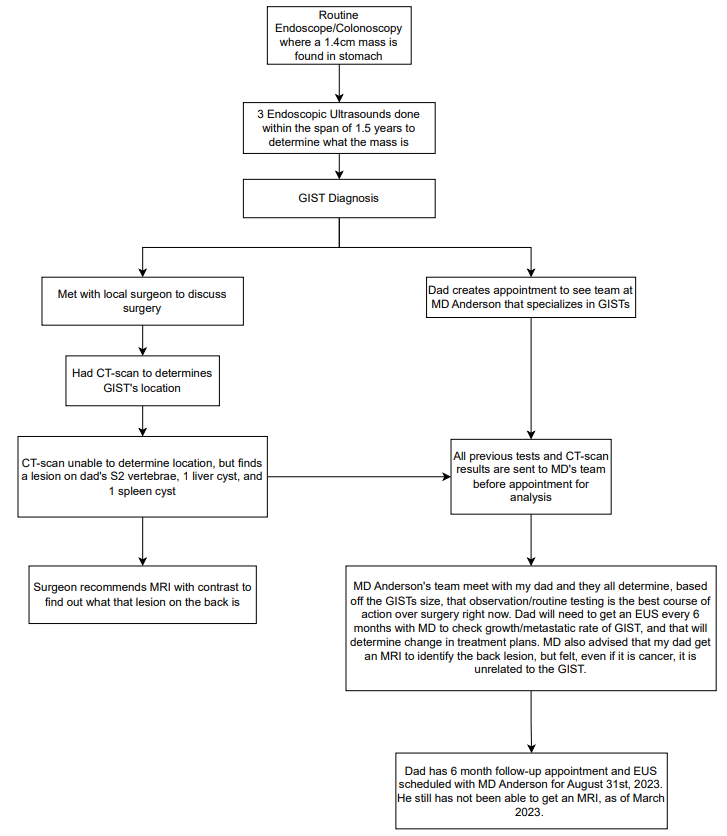 Routine
Endoscope/Colonoscopy
where a 1.4cm mass is
found in stomach
3 Endoscopic Ultrasounds done
within the span of 1.5 years to
determine what the mass is
GIST Diagnosis
Met with local surgeon to discuss
surgery
Dad creates appointment to see team at
MD Anderson that specializes in GISTs
Had CT-scan to determines
GIST's location
CT-scan unable to determine location, but finds
a lesion on dad's S2 vertebrae, 1 liver cyst, and
1 spleen cyst
All previous tests and CT-scan
results are sent to MD's team
before appointment for
analysis
Surgeon recommends MRI with contrast to
find out what that lesion on the back is
MD Anderson's team meet with my dad and they all determine, based
off the GISTs size, that observation/routine testing is the best course of
action over surgery right now. Dad will need to get an EUS every 6
months with MD to check growth/metastatic rate of GIST, and that will
determine change in treatment plans. MD also advised that my dad get
an MRI to identify the back lesion, but felt, even if it is cancer, it is
unrelated to the GIST.
Dad has 6 month follow-up appointment and EUS
scheduled with MD Anderson for August 31st, 2023.
He still has not been able to get an MRI, as of March
2023.